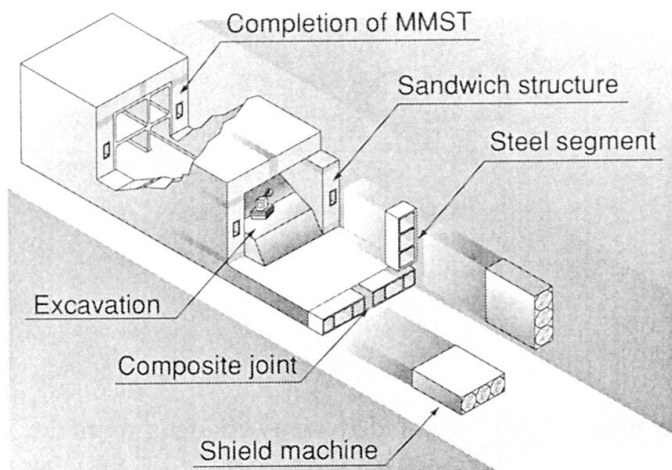 Completion of MMST
Sandwich structure
Steel segment
Excavation
Composite joint
Shield machine